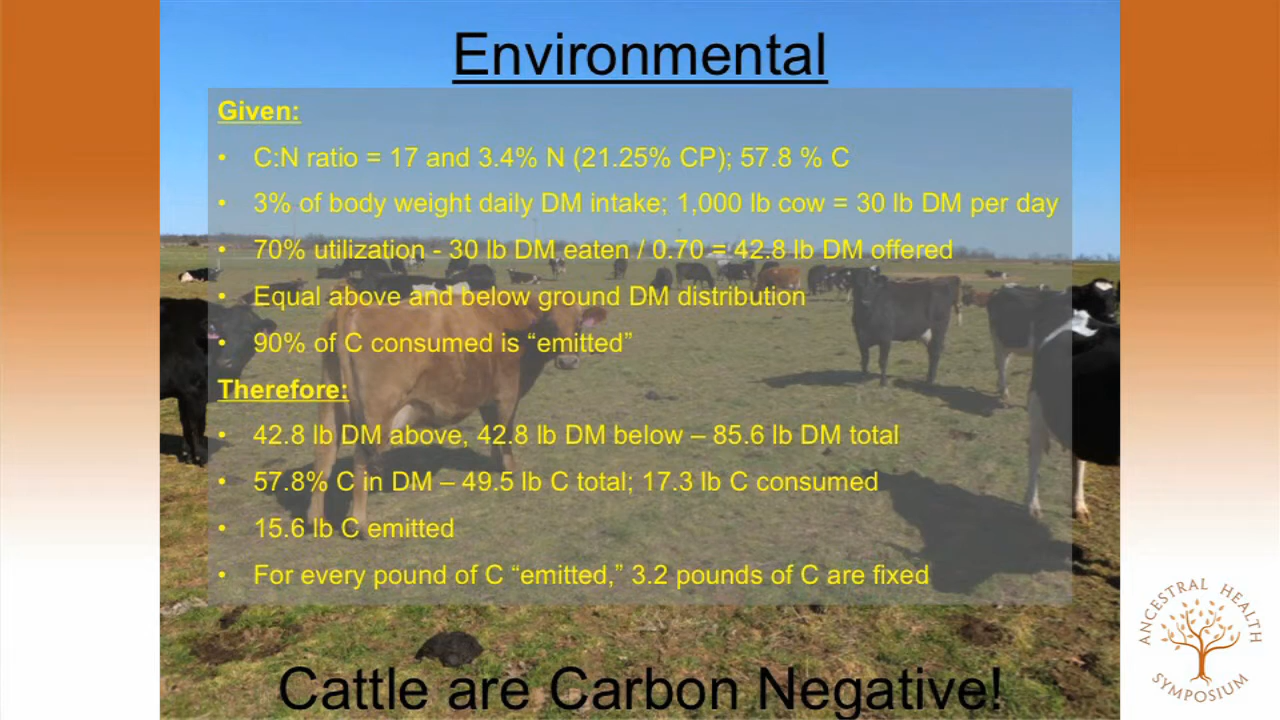 Environmental
Given:
• C:N ratio = 17 and 3.4% N (21.25% CP); 57.8 % C
• 3% of body weight daily DM intake; 1,000 lb cow = 30 lb DM per day
• 70% utilization - 30 lb DM eaten / 0.70 = 42.8 lb DM offered
• Equal above and below ground DM distribution
• 90% of C consumed is “emitted”
Therefore:
• 42.8 lb DM above, 42.8 lb DM below – 85.6 lb DM total
• 57.8% C in DM – 49.5 lb C total; 17.3 lb C consumed
• 15.6 lb C emitted
• For every pound of C “emitted,” 3.2 pounds of C are fixed
Cattle are Carbon Negative!
ANCESTRAL HEALTH
SYMPOSIUM